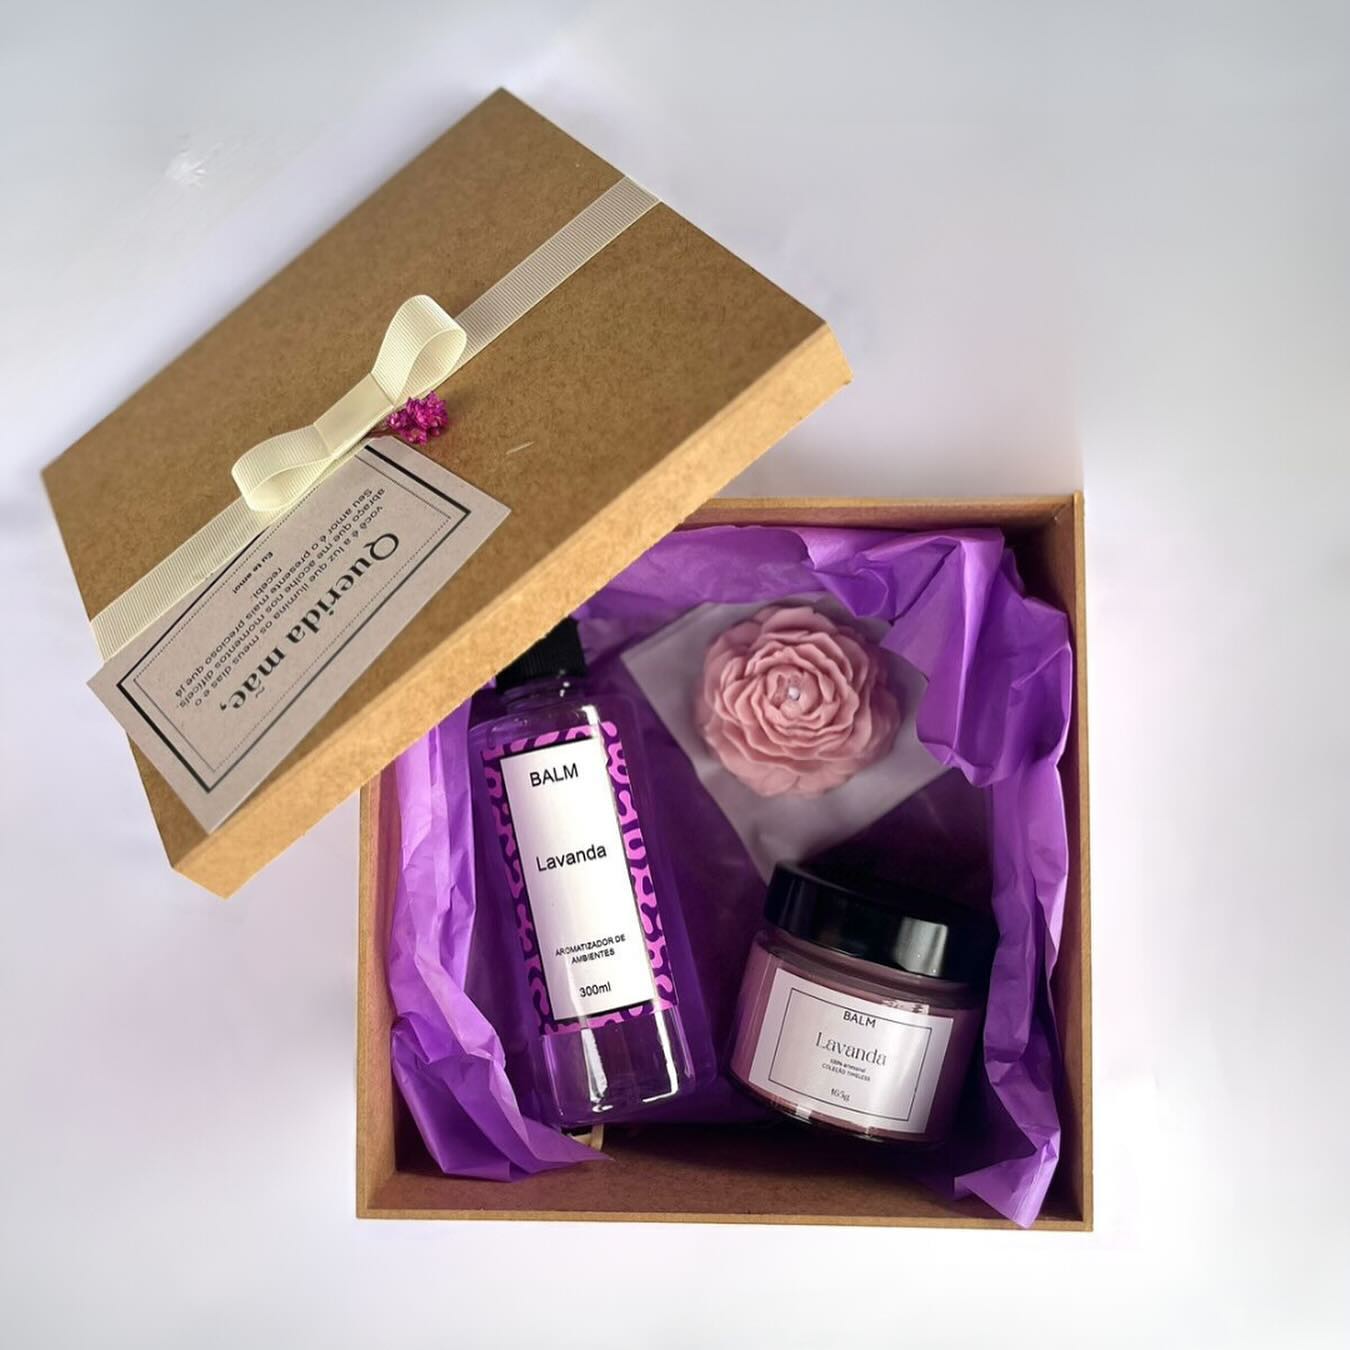 Querida mãe,
você é a luz que ilumina os meus dias e o
abraço que me acolhe nos momentos difíceis.
Seu amor é o presente mais precioso que já
recebi.
Eu te amo!
BALM
Lavanda
AROMATIZADOR DE
AMBIENTES
300ml
BALM
Lavanda
100% artesanal
COLEÇÃO TIMELESS
165g